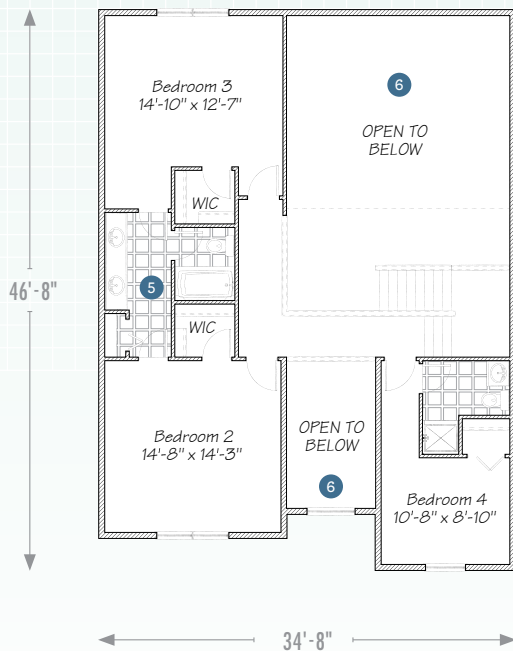 Bedroom 3
14'-10" x 12'-7"
6
OPEN TO
BELOW
WIC
46'-8"
5
WIC
Bedroom 2
14'-8" x 14'-3"
OPEN TO
BELOW
6
Bedroom 4
10'-8" x 8'-10"
34'-8"